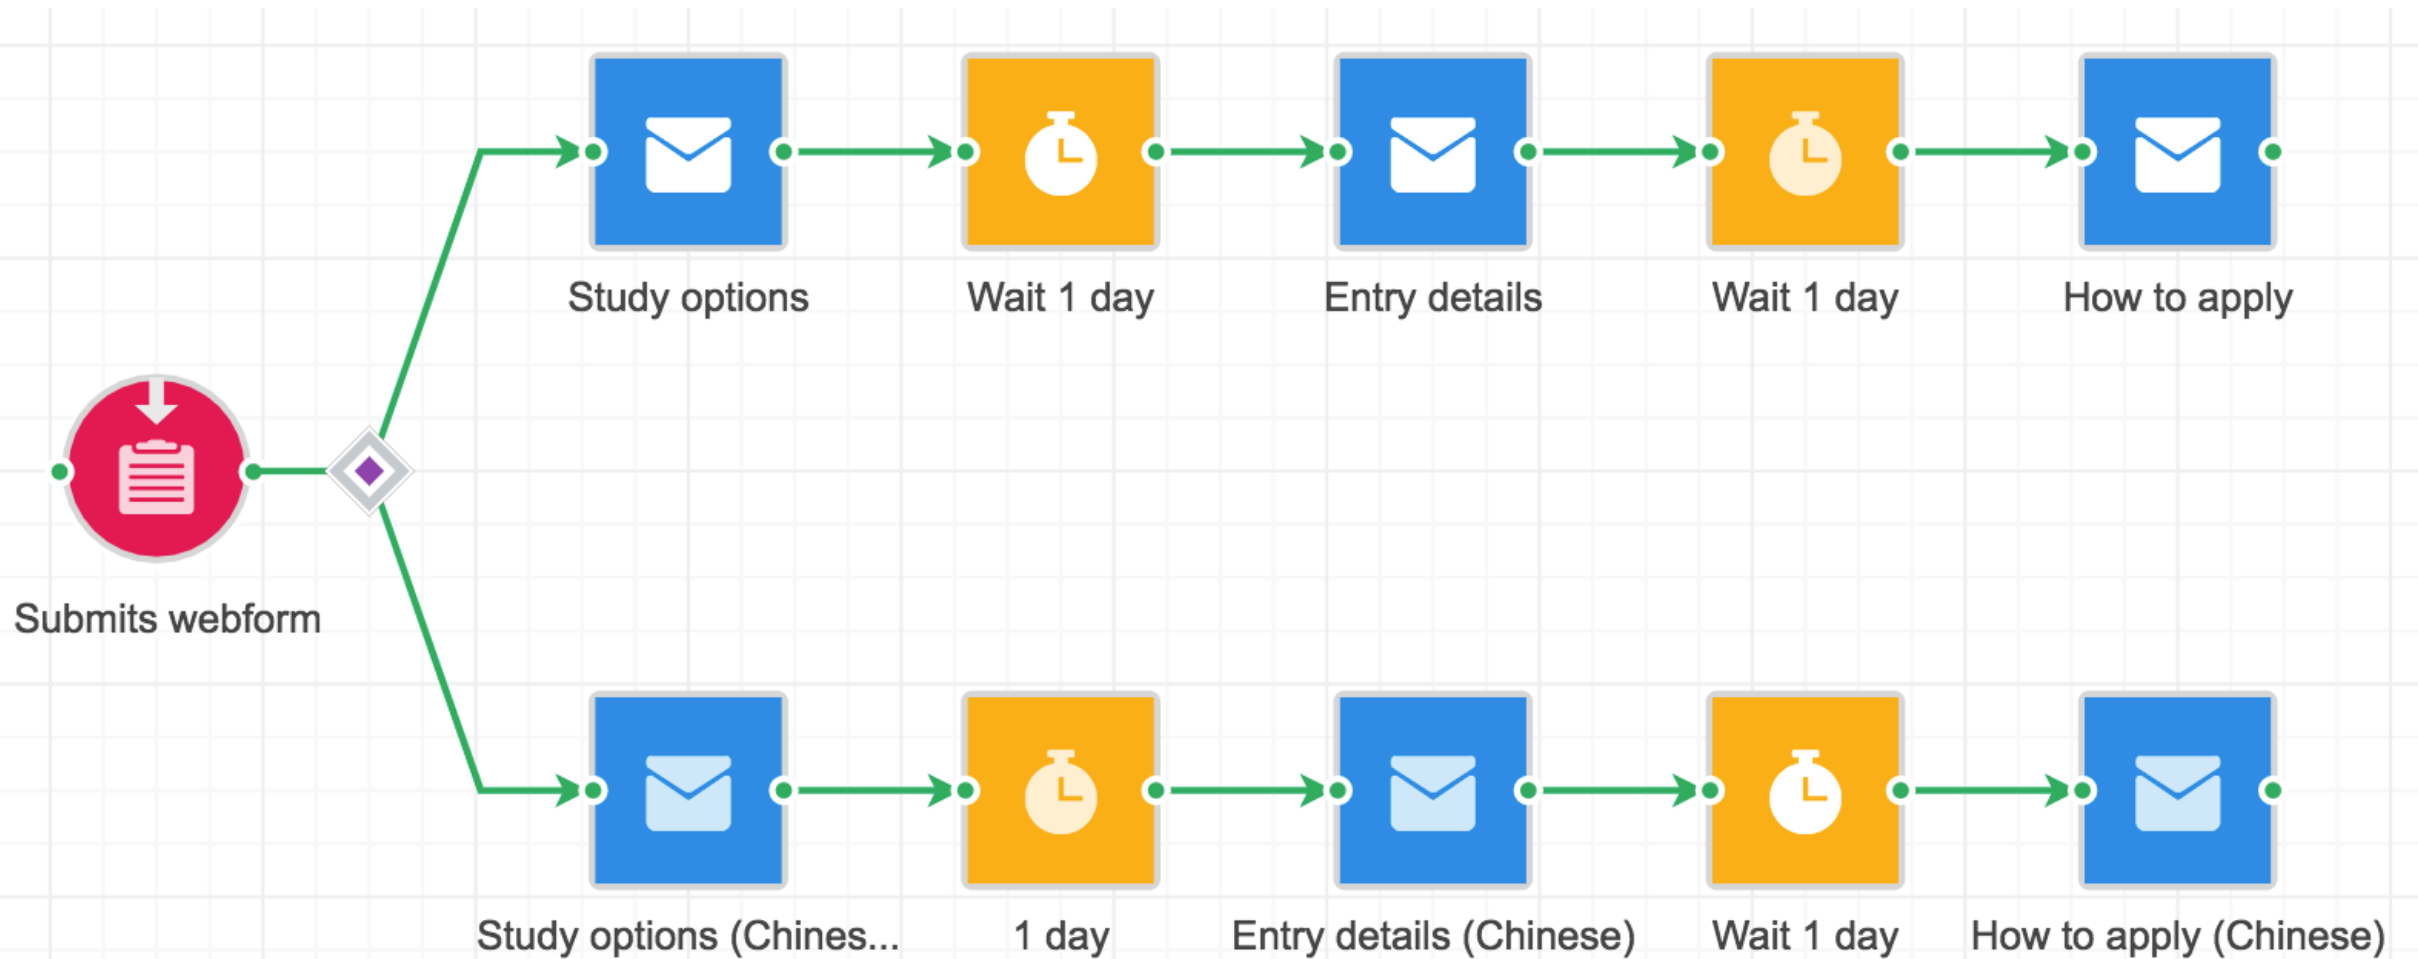 Study options
Wait 1 day
Entry details
Wait 1 day
How to apply
Submits webform
Study options (Chines...
1 day
Entry details (Chinese)
Wait 1 day
How to apply (Chinese)